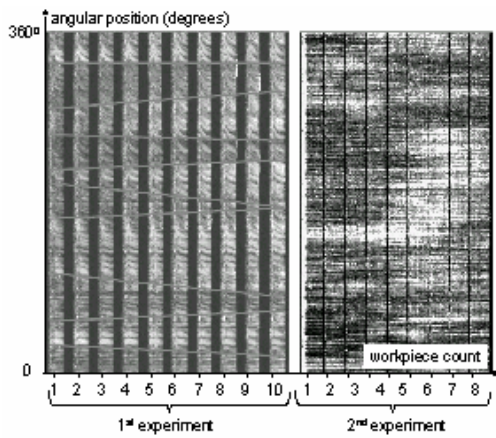 angular position (degrees)
360º
0
workpiece count
1 2 3 4 5 6 7 8 9 10 1 2 3 4 5 6 7 8
1st experiment 2nd experiment